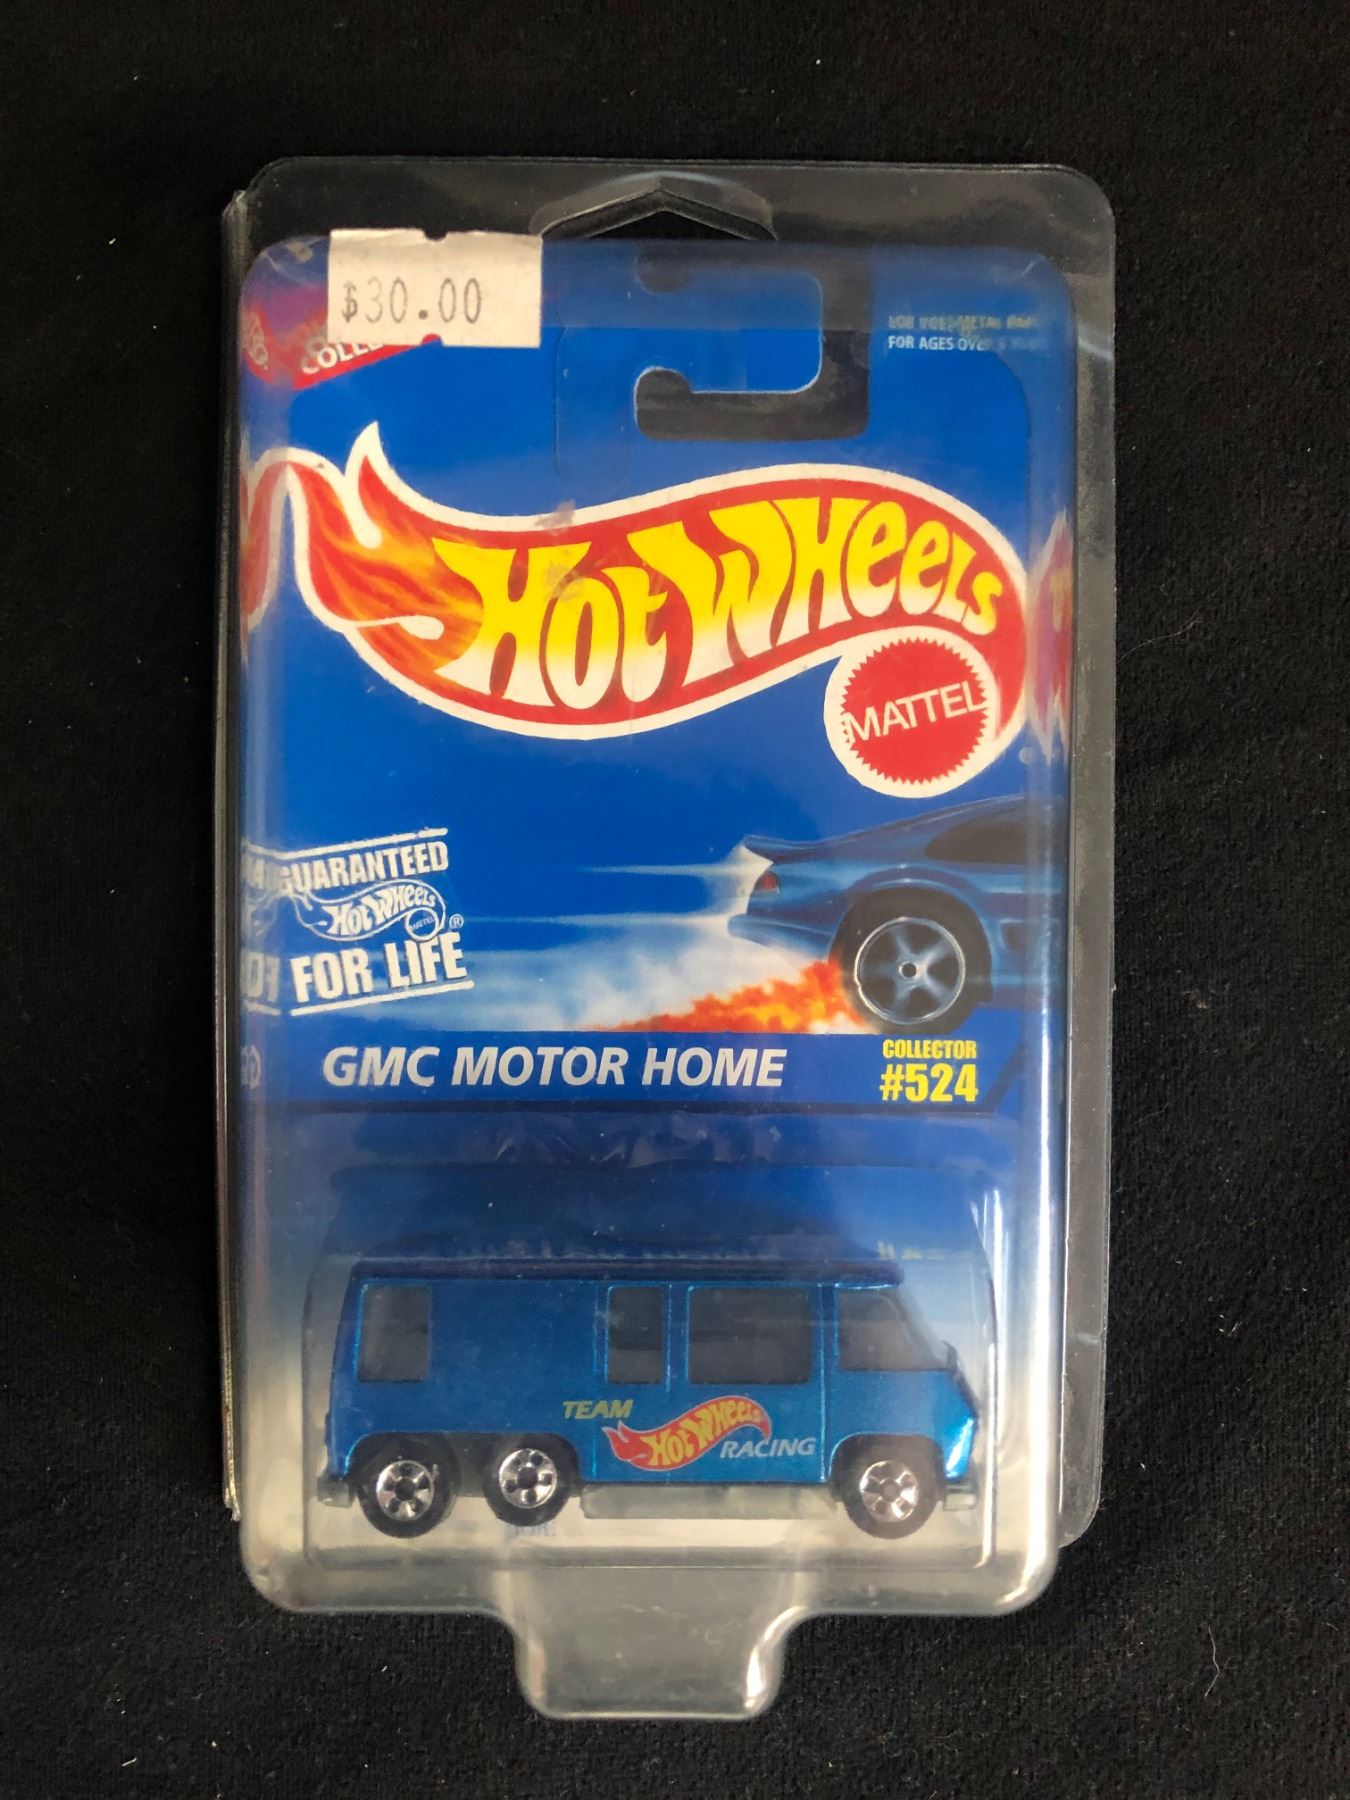 $30.00
FOR AGES OVER
HOT WHEELS
MATTEL
GUARANTEED
HOT WHEELS
MATTEL
®
FOR LIFE
GMC MOTOR HOME
COLLECTOR
#524
TEAM
HOT WHEELS
RACING